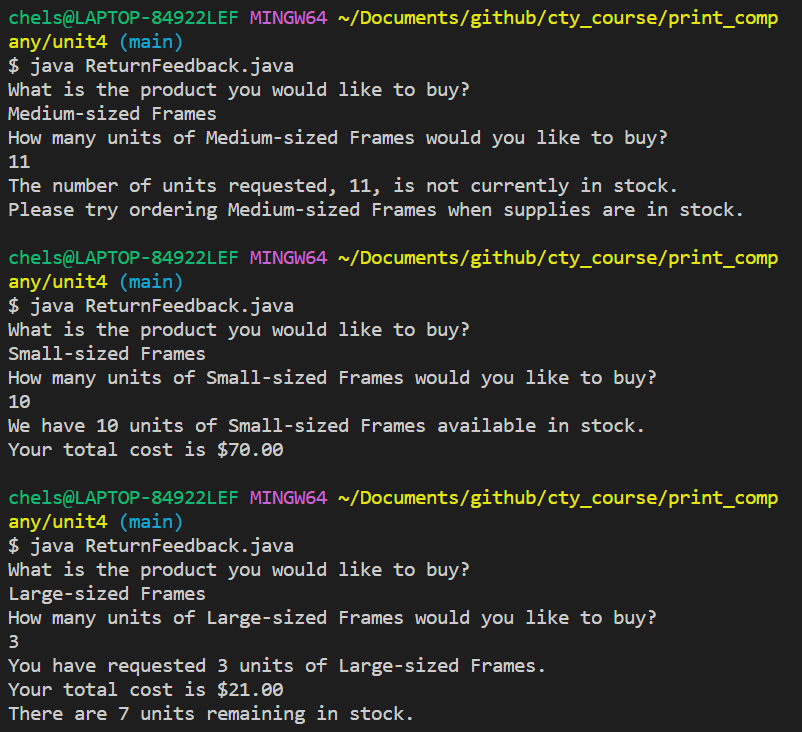 chels@LAPTOP-84922LEF MINGW64 ~/Documents/github/cty_course/print_comp
any/unit4 (main)
$ java ReturnFeedback.java
What is the product you would like to buy?
Medium-sized Frames
How many units of Medium-sized Frames would you like to buy?
11
The number of units requested, 11, is not currently in stock.
Please try ordering Medium-sized Frames when supplies are in stock.
chels@LAPTOP-84922LEF MINGW64 ~/Documents/github/cty_course/print_comp
any/unit4 (main)
$ java ReturnFeedback.java
What is the product you would like to buy?
Small-sized Frames
How many units of Small-sized Frames would you like to buy?
10
We have 10 units of Small-sized Frames available in stock.
Your total cost is $70.00
chels@LAPTOP-84922LEF MINGW64 ~/Documents/github/cty_course/print_comp
any/unit4 (main)
$ java ReturnFeedback.java
What is the product you would like to buy?
Large-sized Frames
How many units of Large-sized Frames would you like to buy?
3
You have requested 3 units of Large-sized Frames.
Your total cost is $21.00
There are 7 units remaining in stock.